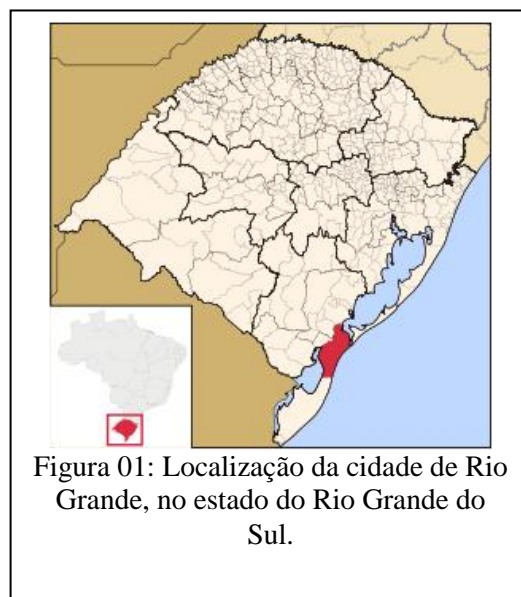 Figura 01: Localização da cidade de Rio
Grande, no estado do Rio Grande do
Sul.